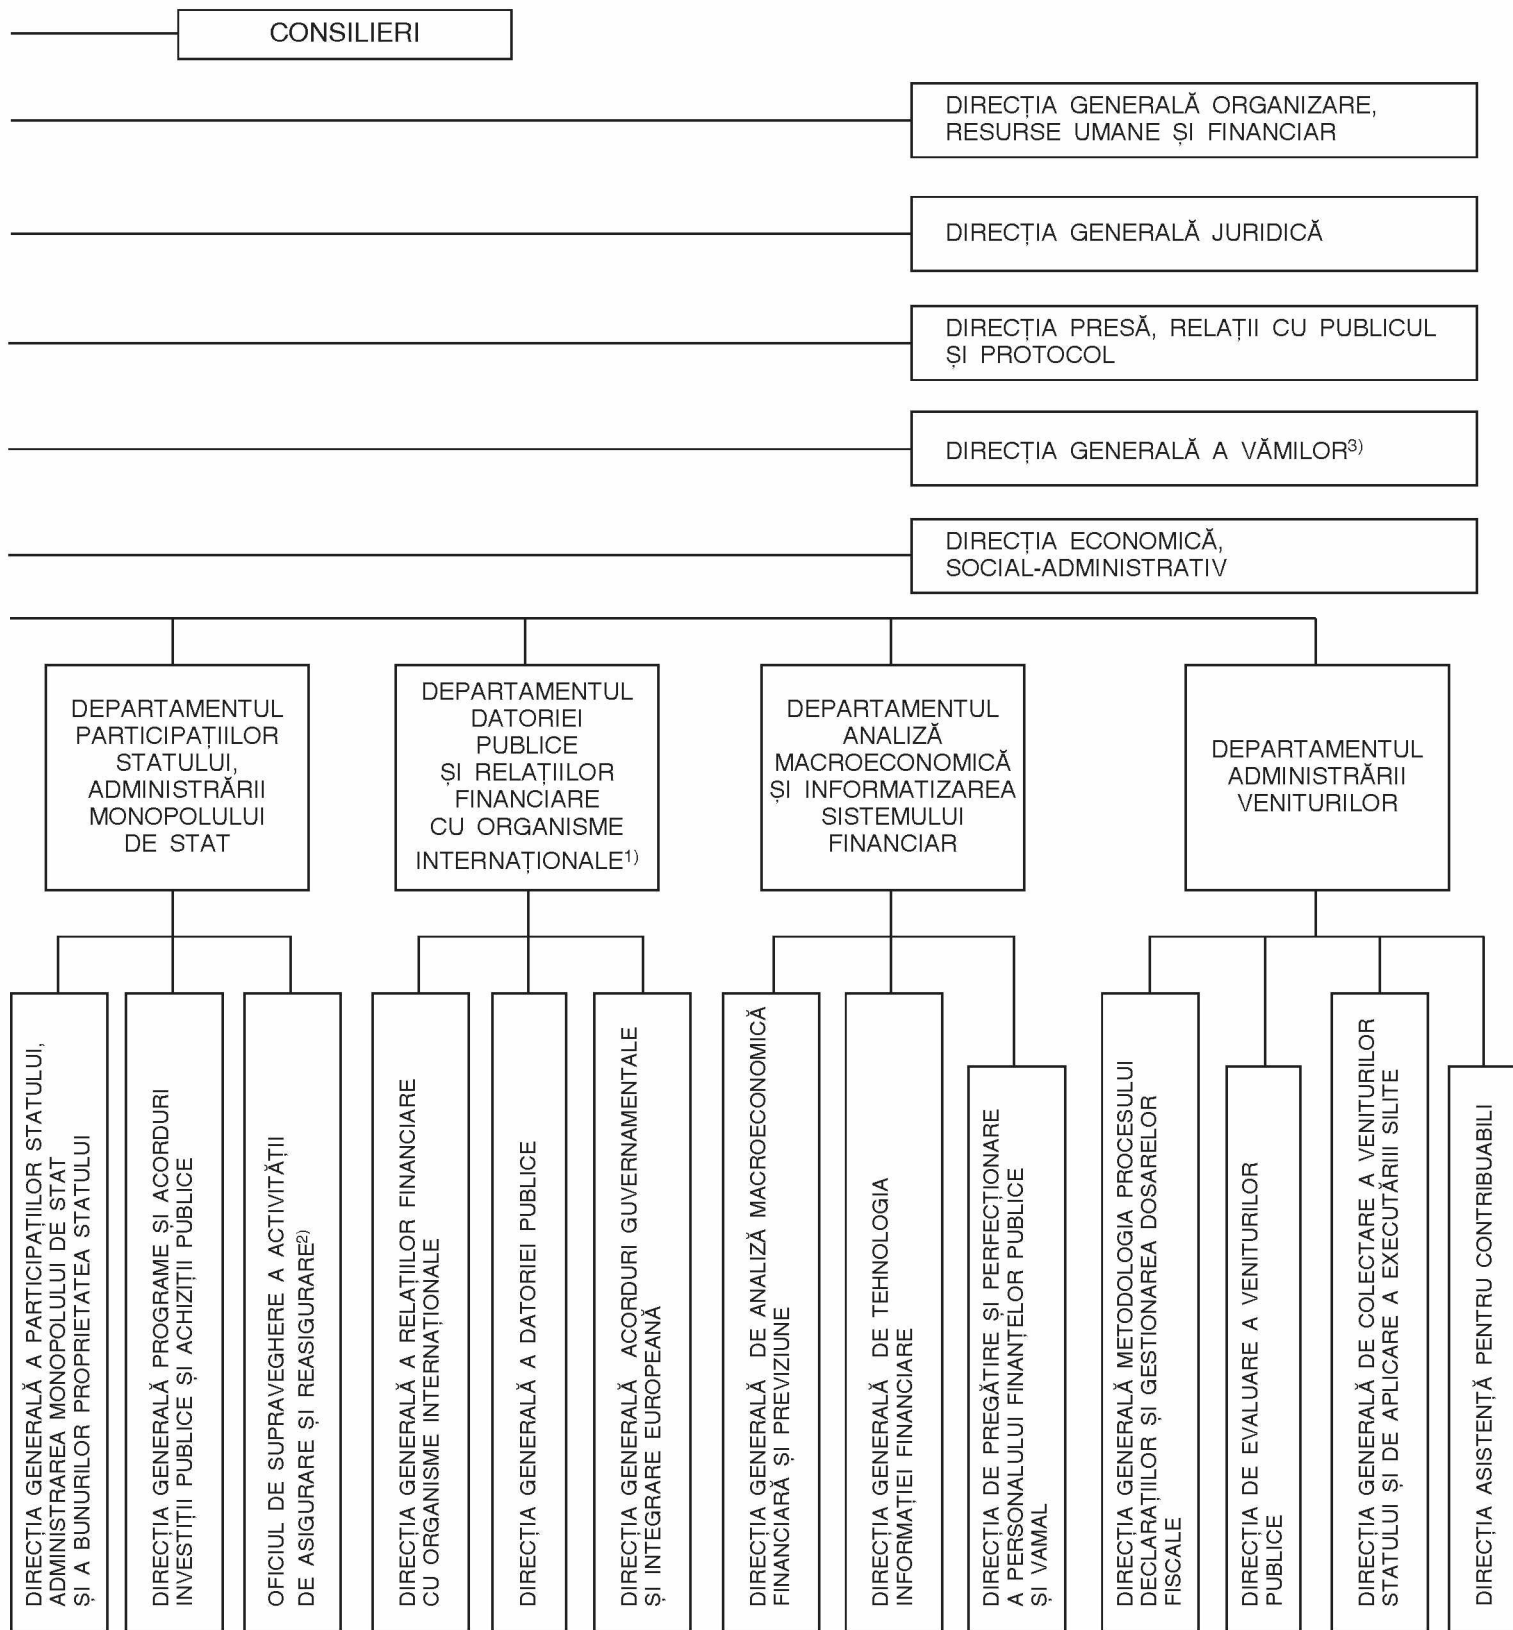 CONSILIERI
DIRECȚIA GENERALĂ ORGANIZARE,
RESURSE UMANE ȘI FINANCIAR
DIRECȚIA GENERALĂ JURIDICĂ
DIRECȚIA PRESĂ, RELAȚII CU PUBLICUL
ȘI PROTOCOL
DIRECȚIA GENERALĂ A VĂMILOR3)
DIRECȚIA ECONOMICĂ,
SOCIAL-ADMINISTRATIV
DEPARTAMENTUL
PARTICIPAȚIILOR
STATULUI,
ADMINISTRĂRII
MONOPOLULUI
DE STAT
DEPARTAMENTUL
DATORIEI
PUBLICE
ȘI RELAȚIILOR
FINANCIARE
CU ORGANISME
INTERNAȚIONALE1)
DEPARTAMENTUL
ANALIZĂ
MACROECONOMICĂ
ȘI INFORMATIZAREA
SISTEMULUI
FINANCIAR
DEPARTAMENTUL
ADMINISTRĂRII
VENITURILOR
DIRECȚIA GENERALĂ A PARTICIPAȚIILOR STATULUI,
ADMINISTRAREA MONOPOLULUI DE STAT
ȘI A BUNURILOR PROPRIETATEA STATULUI
DIRECȚIA GENERALĂ PROGRAME ȘI ACORDURI
INVESTIȚII PUBLICE ȘI ACHIZIȚII PUBLICE
OFICIUL DE SUPRAVEGHERE A ACTIVITĂȚII
DE ASIGURARE ȘI REASIGURARE2)
DIRECȚIA GENERALĂ A RELAȚIILOR FINANCIARE
CU ORGANISME INTERNAȚIONALE
DIRECȚIA GENERALĂ A DATORIEI PUBLICE
DIRECȚIA GENERALĂ ACORDURI GUVERNAMENTALE
ȘI INTEGRARE EUROPEANĂ
DIRECȚIA GENERALĂ DE ANALIZĂ MACROECONOMICĂ
FINANCIARĂ ȘI PREVIZIUNE
DIRECȚIA GENERALĂ DE TEHNOLOGIA
INFORMAȚIEI FINANCIARE
DIRECȚIA DE PREGĂTIRE ȘI PERFECȚIONARE
A PERSONALULUI FINANȚELOR PUBLICE
ȘI VAMAL
DIRECȚIA GENERALĂ METODOLOGIA PROCESULUI
DECLARAȚIILOR ȘI GESTIONAREA DOSARELOR
FISCALE
DIRECȚIA DE EVALUARE A VENITURILOR
PUBLICE
DIRECȚIA GENERALĂ DE COLECTARE A VENITURILOR
STATULUI ȘI DE APLICARE A EXECUTĂRIII SILITE
DIRECȚIA ASISTENȚĂ PENTRU CONTRIBUABILI